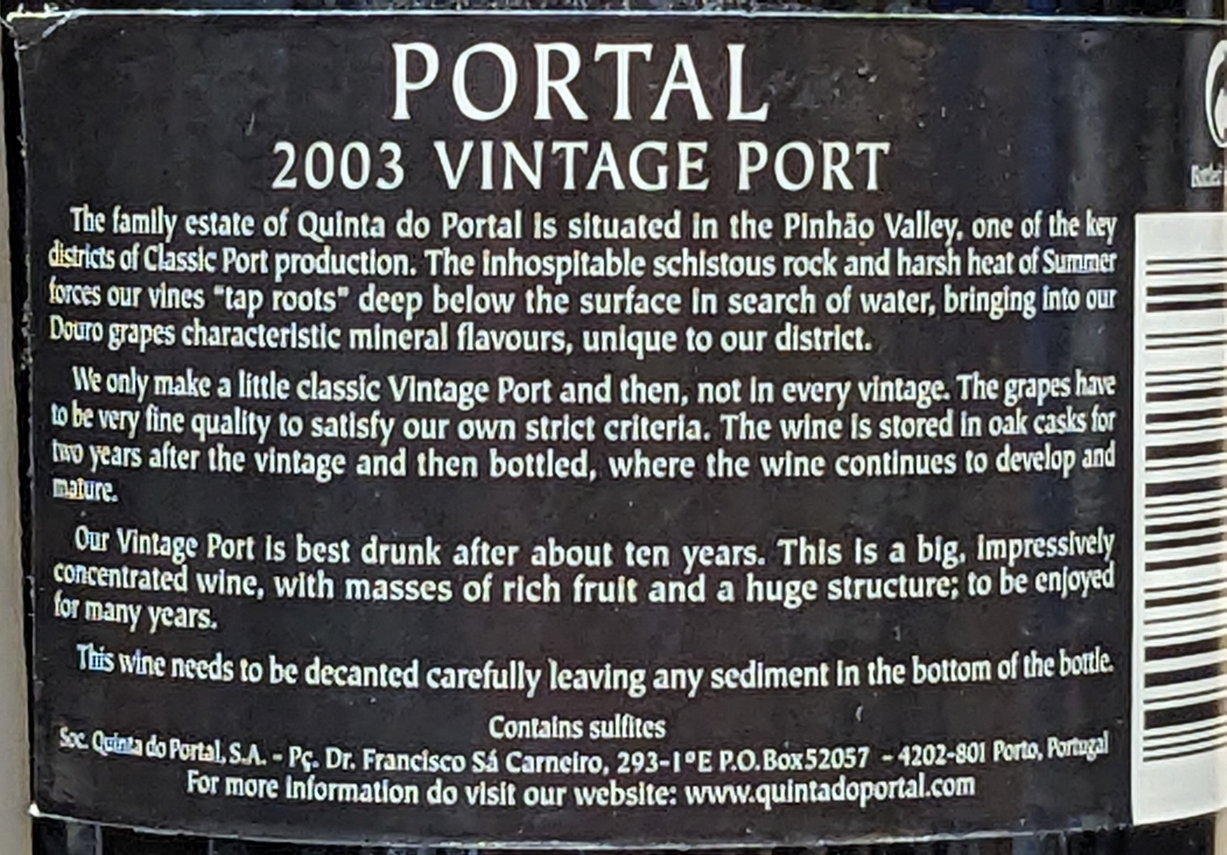 PORTAL
2003 VINTAGE PORT
The family estate of Quinta do Portal is situated in the Pinhão Valley, one of the key
districts of Classic Port production. The inhospitable schistous rock and harsh heat of Summer
forces our vines "tap roots" deep below the surface in search of water, bringing into our
Douro grapes characteristic mineral flavours, unique to our district.
We only make a little classic Vintage Port and then, not in every vintage. The grapes have
to be very fine quality to satisfy our own strict criteria. The wine is stored in oak casks for
two years after the vintage and then bottled, where the wine continues to develop and
mature.
Our Vintage Port is best drunk after about ten years. This is a big, impressively
concentrated wine, with masses of rich fruit and a huge structure; to be enjoyed
for many years.
This wine needs to be decanted carefully leaving any sediment in the bottom of the bottle.
Contains sulfites
Soc. Quinta do Portal, S.A. - Pç. Dr. Francisco Sá Carneiro, 293-1ºE P.O.Box 52057 - 4202-801 Porto, Portugal
For more information do visit our website: www.quintadoportal.com
Bottled